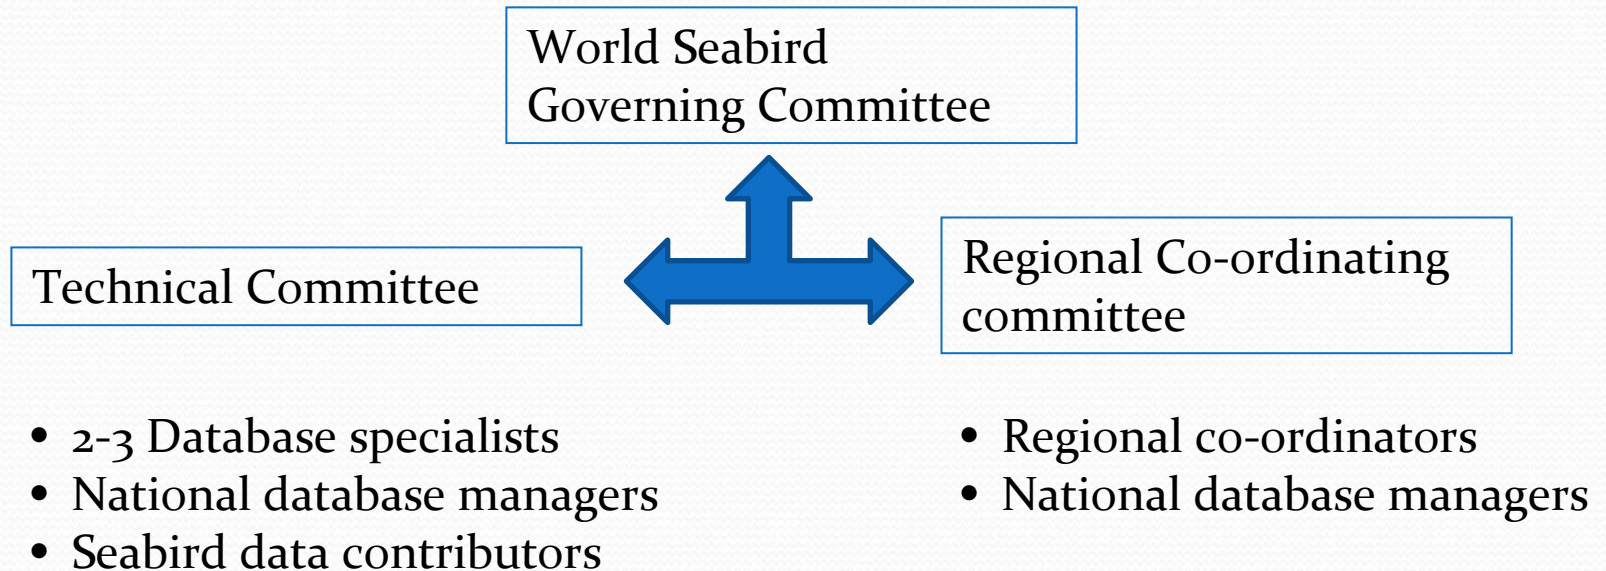 World Seabird
Governing Committee
Technical Committee
Regional Co-ordinating
committee
• 2-3 Database specialists
• National database managers
• Seabird data contributors
• Regional co-ordinators
• National database managers